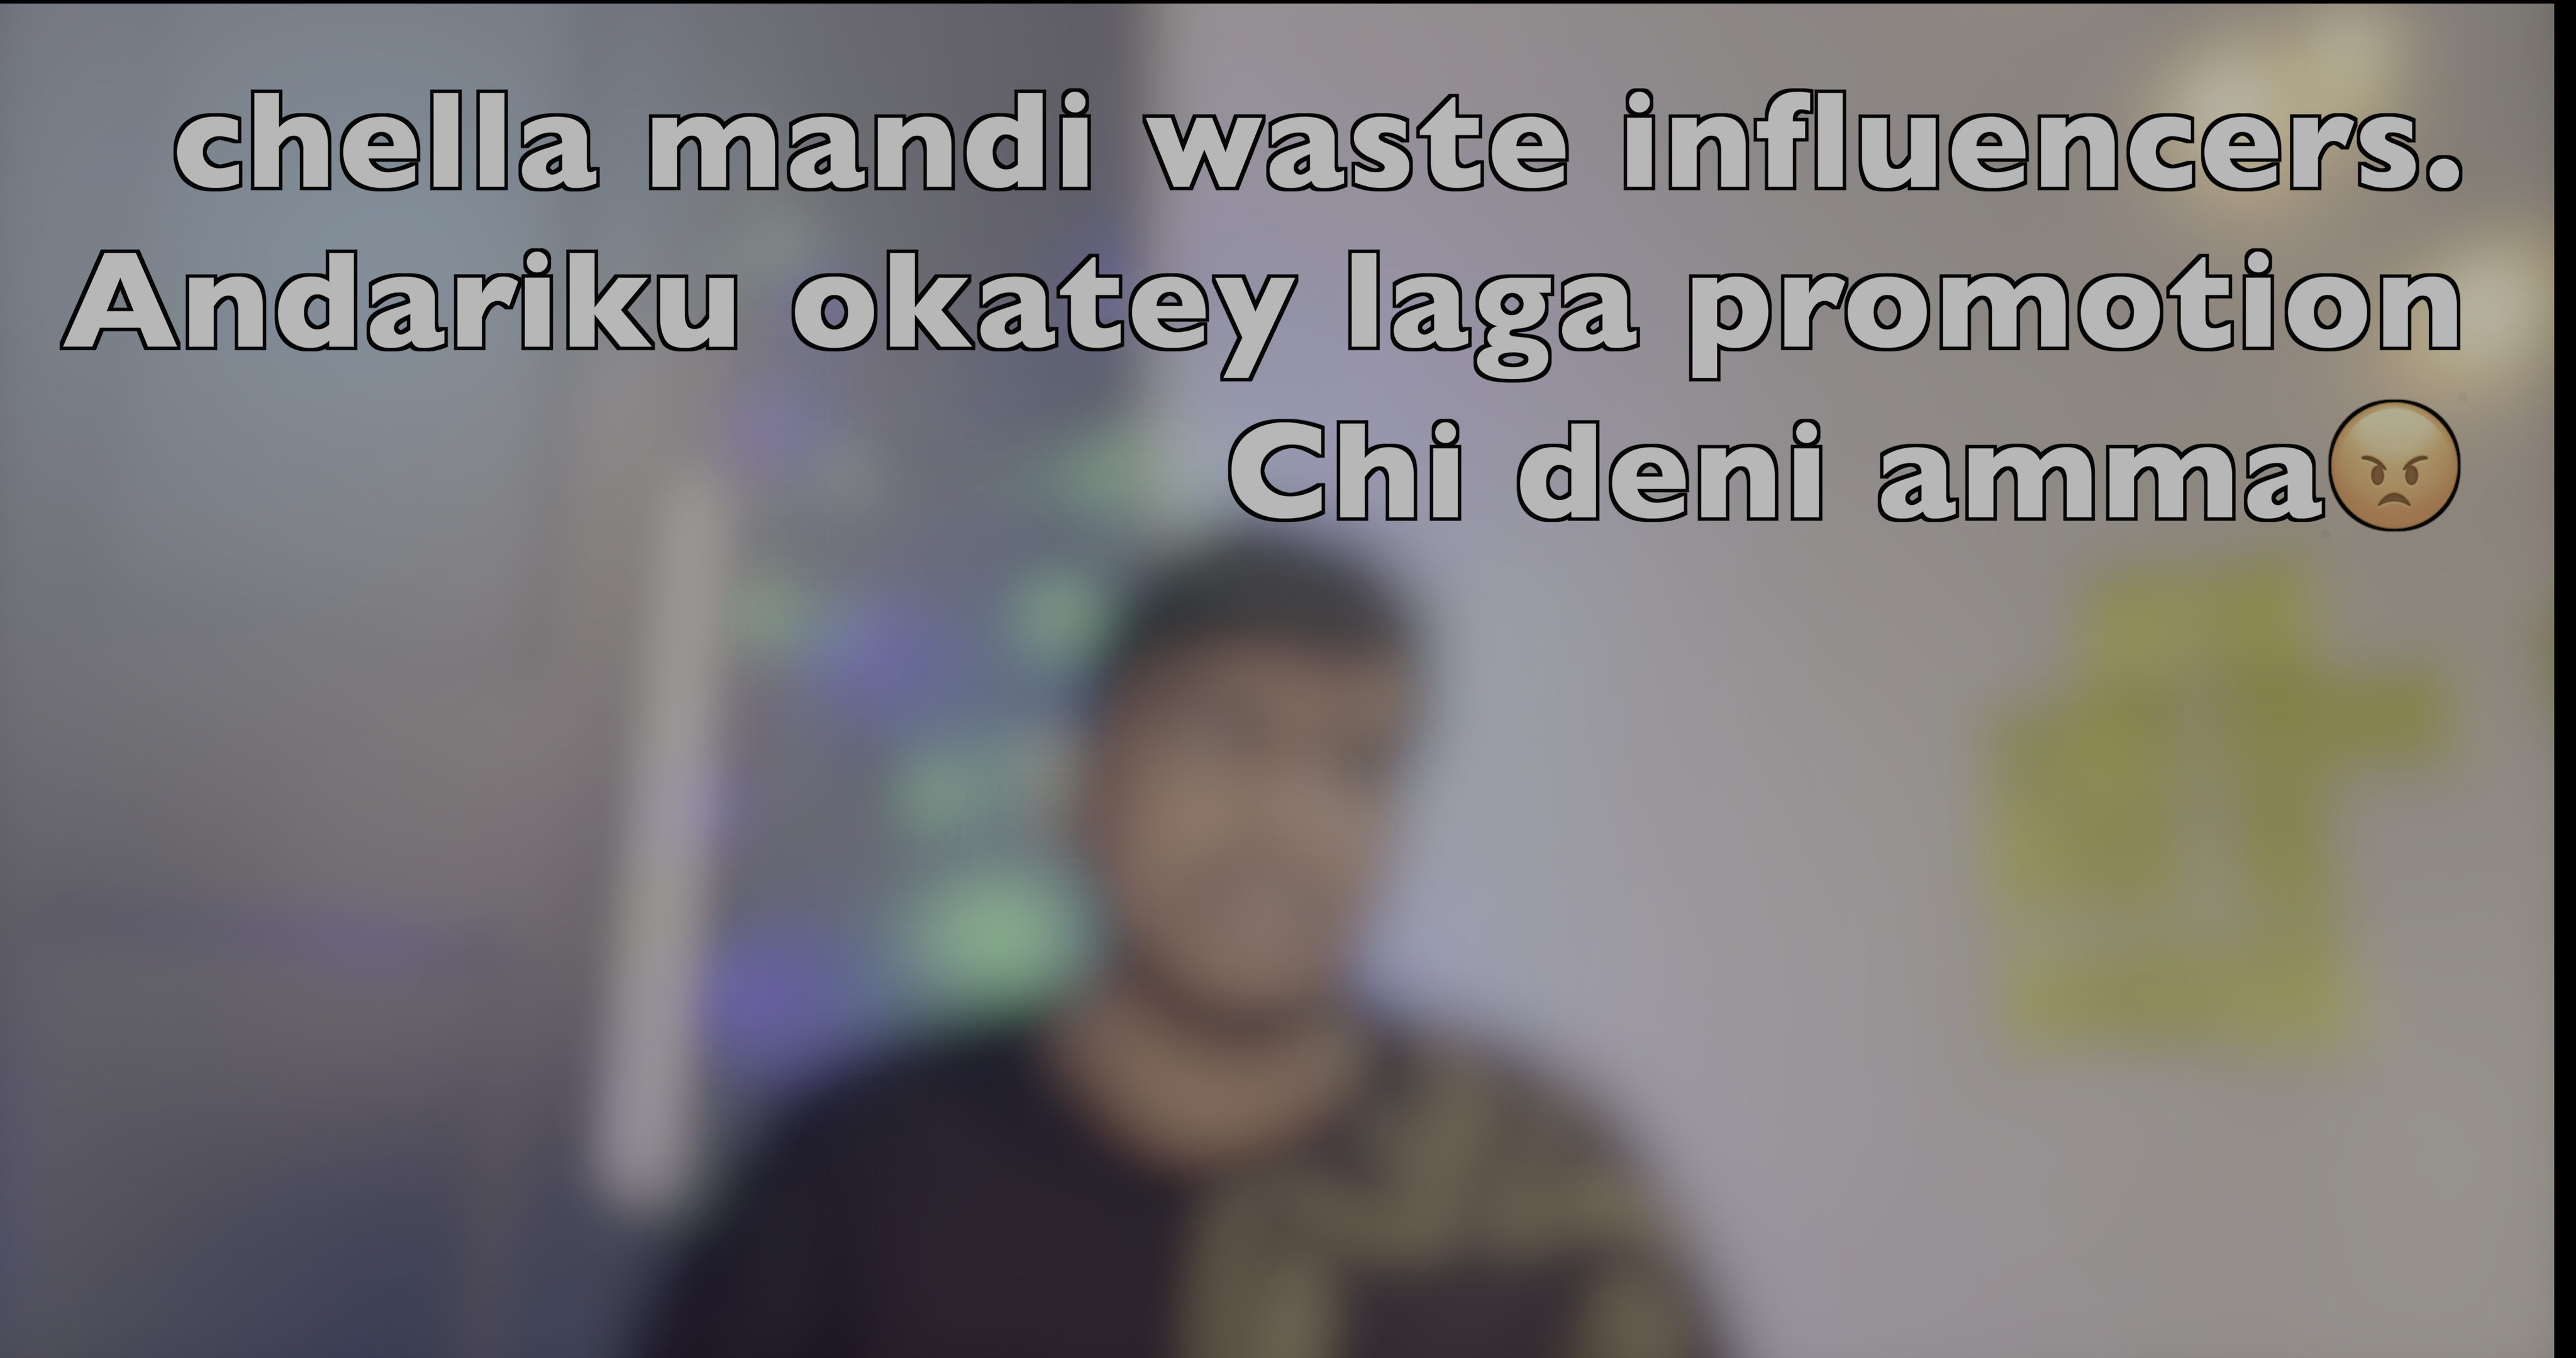 chella mandi waste influencers.
Andariku okatey laga promotion
Chi deni amma😠